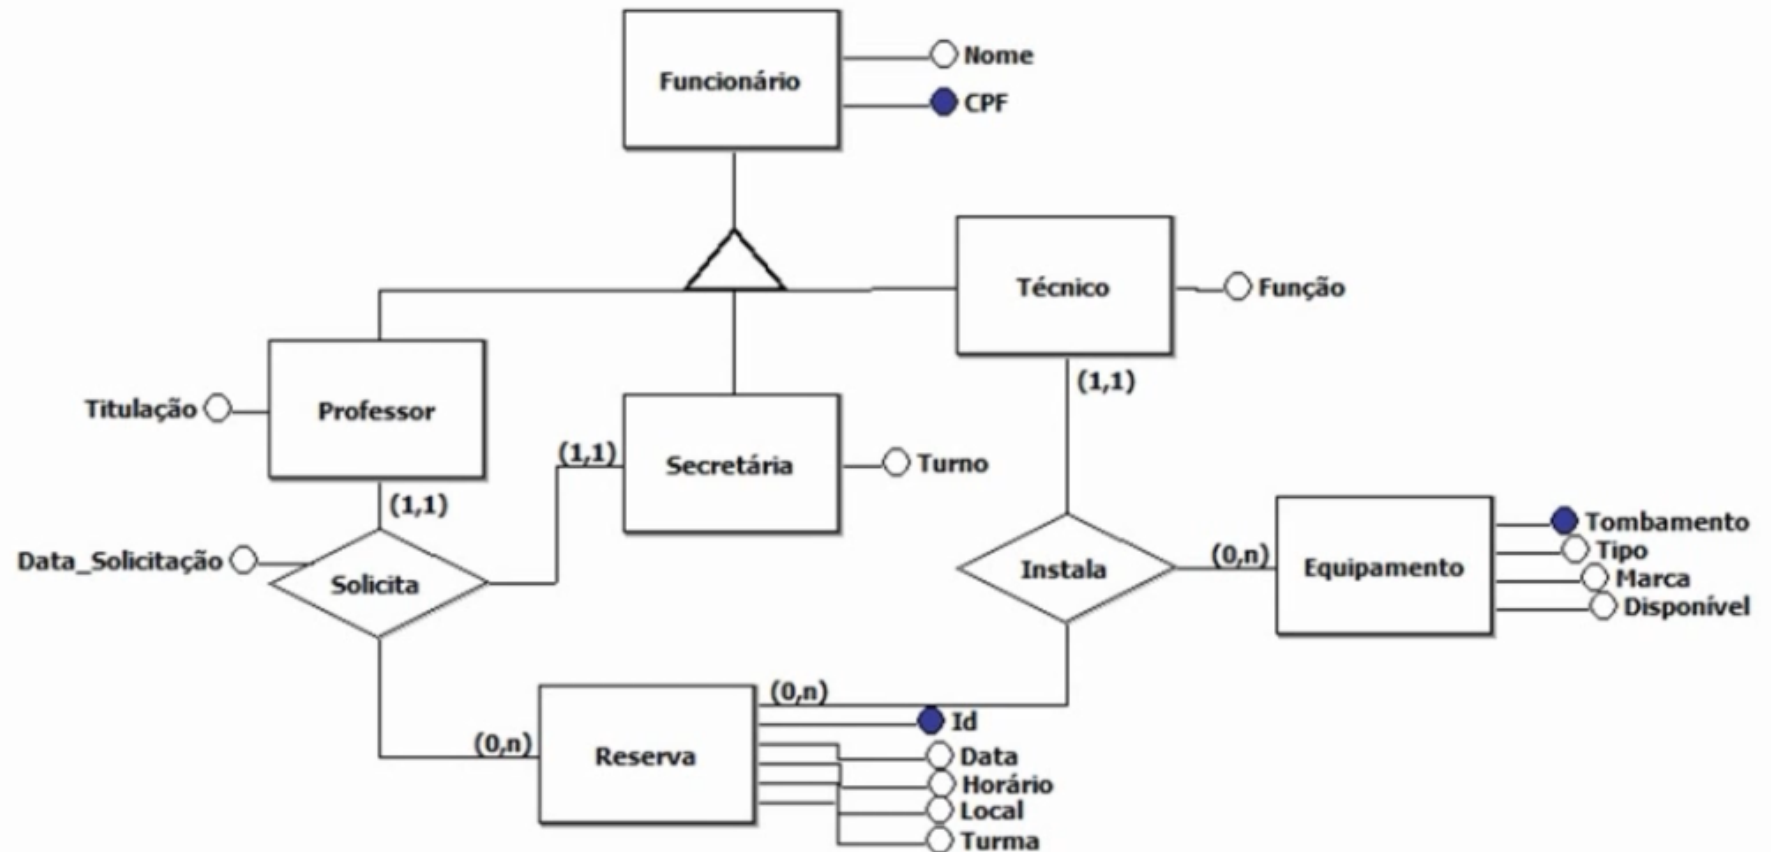 Funcionário
Nome
CPF
Técnico
Função
(1,1)
Titulação
Professor
(1,1)
Secretária
Turno
(1,1)
Data_Solicitação
Solicita
Instala
(0,n)
Equipamento
Tombamento
Tipo
Marca
Disponível
(0,n)
Reserva
(0,n)
Id
Data
Horário
Local
Turma